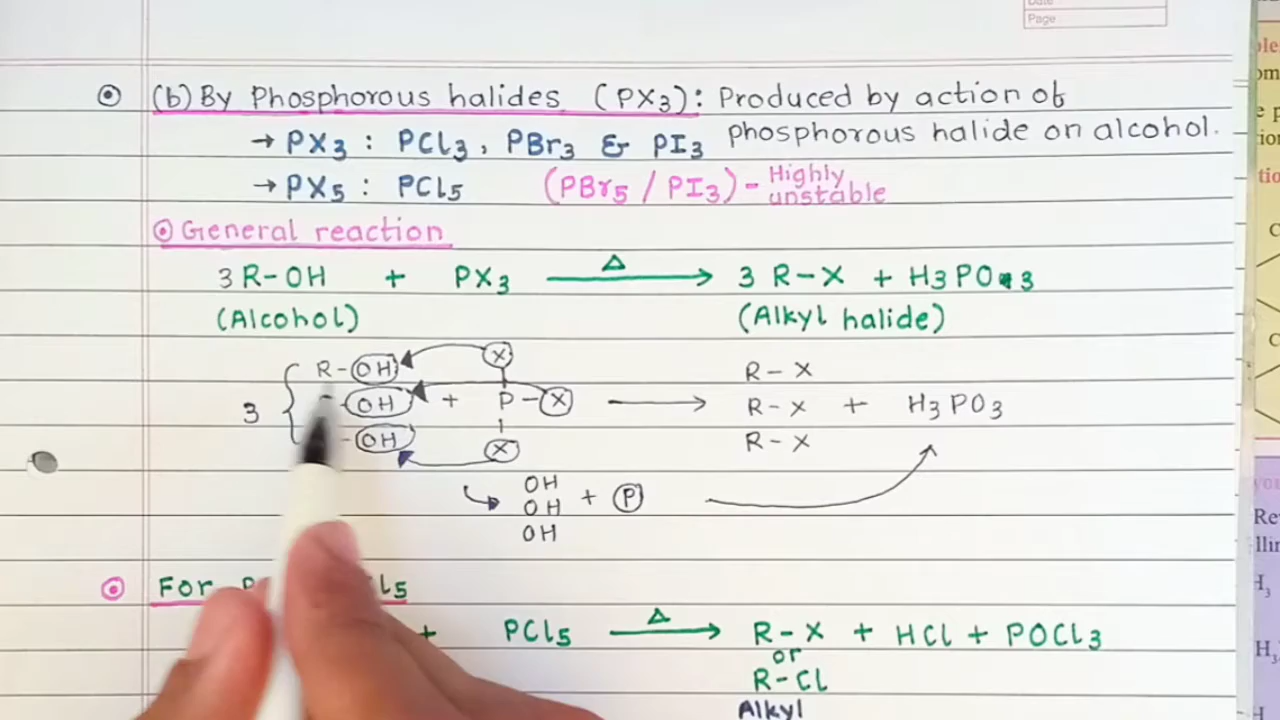 Page
(b) By Phosphorous halides (PX3): Produced by action of
phosphorous halide on alcohol.
→ PX3 : PCl3, PBr3 & PI3
→ PX5 : PCl5 (PBr5 / PI3) - Highly unstable
General reaction
3 R-OH + PX3 Δ → 3 R-X + H3PO3
(Alcohol) (Alkyl halide)
R-OH X R-X
3 -OH + P-X → R-X + H3PO3
-OH X R-X
OH
OH + P
OH
For
+ PCl5 Δ → R-X + HCl + POCl3
or
R-Cl
Alkyl